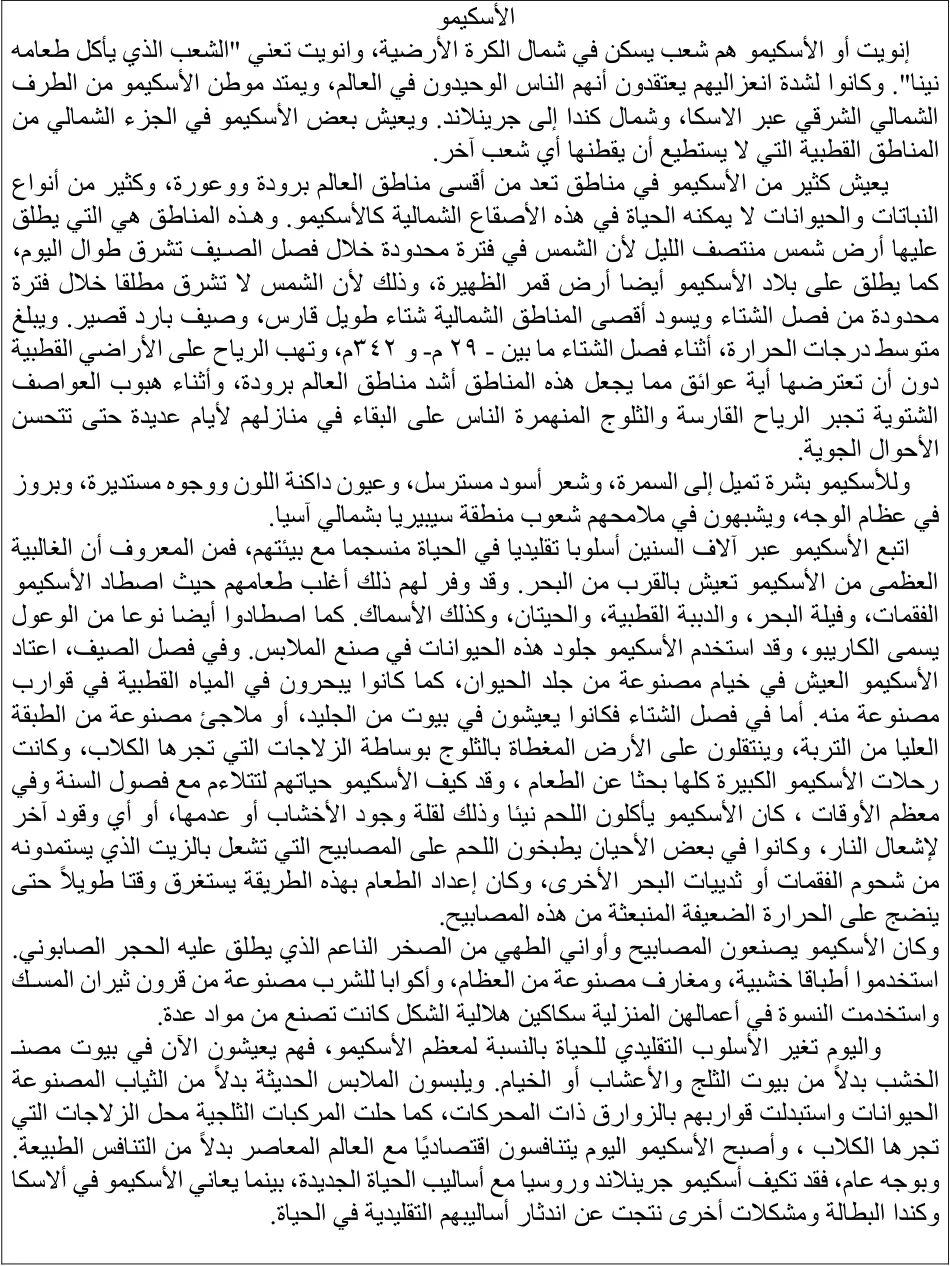 الأسكيمو
إنويت أو الأسكيمو هم شعب يسكن في شمال الكرة الأرضية، وانويت تعني "الشعب الذي يأكل طعامه
نينا". وكانوا لشدة انعزاليهم يعتقدون أنهم الناس الوحيدون في العالم، ويمتد موطن الأسكيمو من الطرف
الشمالي الشرقي عبر الاسكا، وشمال كندا إلى جرينلاند. ويعيش بعض الأسكيمو في الجزء الشمالي من
المناطق القطبية التي لا يستطيع أن يقطنها أي شعب آخر.
يعيش كثير من الأسكيمو في مناطق تعد من أقسى مناطق العالم برودة ووعورة، وكثير من أنواع
النباتات والحيوانات لا يمكنه الحياة في هذه الأصقاع الشمالية كالأسكيمو. وهذه المناطق هي التي يطلق
عليها أرض شمس منتصف الليل لأن الشمس في فترة محدودة خلال فصل الصيف تشرق طوال اليوم،
كما يطلق على بلاد الأسكيمو أيضا أرض قمر الظهيرة، وذلك لأن الشمس لا تشرق مطلقا خلال فترة
محدودة من فصل الشتاء ويسود أقصى المناطق الشمالية شتاء طويل قارس، وصيف بارد قصير. ويبلغ
متوسط درجات الحرارة، أثناء فصل الشتاء ما بين - ٢٩ م- و ٣٤٢م، وتهب الرياح على الأراضي القطبية
دون أن تعترضها أية عوائق مما يجعل هذه المناطق أشد مناطق العالم برودة، وأثناء هبوب العواصف
الشتوية تجبر الرياح القارسة والثلوج المنهمرة الناس على البقاء في منازلهم لأيام عديدة حتى تتحسن
الأحوال الجوية.
وللأسكيمو بشرة تميل إلى السمرة، وشعر أسود مسترسل، وعيون داكنة اللون ووجوه مستديرة، وبروز
في عظام الوجه، ويشبهون في ملامحهم شعوب منطقة سيبيريا بشمالي آسيا.
اتبع الأسكيمو عبر آلاف السنين أسلوبا تقليديا في الحياة منسجما مع بيئتهم، فمن المعروف أن الغالبية
العظمى من الأسكيمو تعيش بالقرب من البحر. وقد وفر لهم ذلك أغلب طعامهم حيث اصطاد الأسكيمو
الفقمات، وفيلة البحر، والدببة القطبية، والحيتان، وكذلك الأسماك. كما اصطادوا أيضا نوعا من الوعول
يسمى الكاريبو، وقد استخدم الأسكيمو جلود هذه الحيوانات في صنع الملابس. وفي فصل الصيف، اعتاد
الأسكيمو العيش في خيام مصنوعة من جلد الحيوان، كما كانوا يبحرون في المياه القطبية في قوارب
مصنوعة منه. أما في فصل الشتاء فكانوا يعيشون في بيوت من الجليد، أو ملاجئ مصنوعة من الطبقة
العليا من التربة، وينتقلون على الأرض المغطاة بالثلوج بوساطة الزلاجات التي تجرها الكلاب، وكانت
رحلات الأسكيمو الكبيرة كلها بحثا عن الطعام ، وقد كيف الأسكيمو حياتهم لتتلاءم مع فصول السنة وفي
معظم الأوقات ، كان الأسكيمو يأكلون اللحم نيئا وذلك لقلة وجود الأخشاب أو عدمها، أو أي وقود آخر
لإشعال النار، وكانوا في بعض الأحيان يطبخون اللحم على المصابيح التي تشعل بالزيت الذي يستمدونه
من شحوم الفقمات أو ثدييات البحر الأخرى، وكان إعداد الطعام بهذه الطريقة يستغرق وقتا طويلاً حتى
ينضج على الحرارة الضعيفة المنبعثة من هذه المصابيح.
وكان الأسكيمو يصنعون المصابيح وأواني الطهي من الصخر الناعم الذي يطلق عليه الحجر الصابوني.
استخدموا أطباقا خشبية، ومغارف مصنوعة من العظام، وأكوابا للشرب مصنوعة من قرون ثيران المسك
واستخدمت النسوة في أعمالهن المنزلية سكاكين هلالية الشكل كانت تصنع من مواد عدة.
واليوم تغير الأسلوب التقليدي للحياة بالنسبة لمعظم الأسكيمو، فهم يعيشون الآن في بيوت مصنـ
الخشب بدلاً من بيوت الثلج والأعشاب أو الخيام. ويلبسون الملابس الحديثة بدلاً من الثياب المصنوعة
الحيوانات واستبدلت قواربهم بالزوارق ذات المحركات، كما حلت المركبات الثلجية محل الزلاجات التي
تجرها الكلاب ، وأصبح الأسكيمو اليوم يتنافسون اقتصاديًا مع العالم المعاصر بدلاً من التنافس الطبيعة.
وبوجه عام، فقد تكيف أسكيمو جرينلاند وروسيا مع أساليب الحياة الجديدة، بينما يعاني الأسكيمو في ألاسكا
وكندا البطالة ومشكلات أخرى نتجت عن اندثار أساليبهم التقليدية في الحياة.